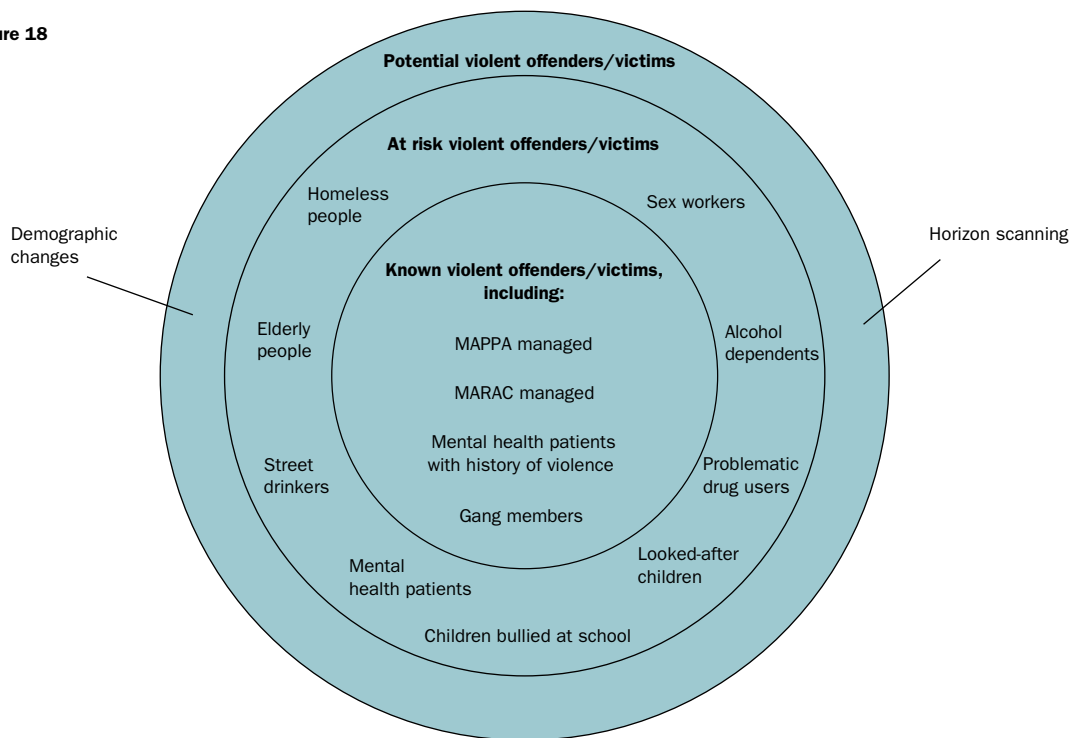 ure 18
Potential violent offenders/victims
At risk violent offenders/victims
Homeless
people
Sex workers
Demographic
changes
Horizon scanning
Known violent offenders/victims,
including:
Elderly
people
MAPPA managed
Alcohol
dependents
MARAC managed
Mental health patients
with history of violence
Street
drinkers
Problematic
drug users
Gang members
Mental
health patients
Looked-after
children
Children bullied at school